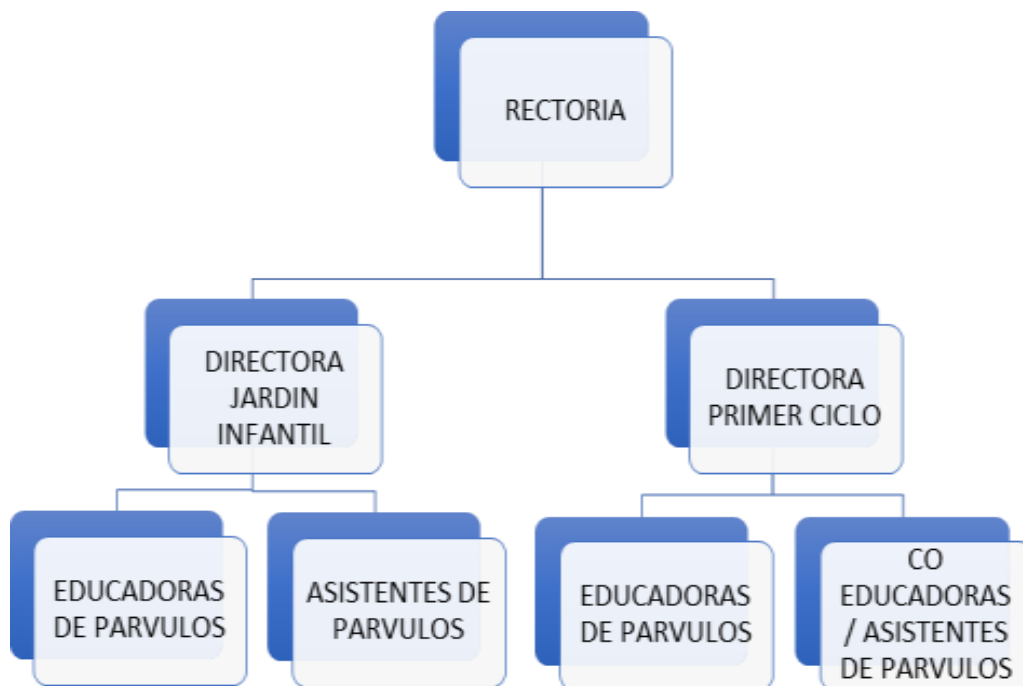 RECTORIA
DIRECTORA
JARDIN
INFANTIL
DIRECTORA
PRIMER CICLO
EDUCADORAS
DE PARVULOS
ASISTENTES DE
PARVULOS
EDUCADORAS
DE PARVULOS
CO
EDUCADORAS
/ ASISTENTES
DE PARVULOS